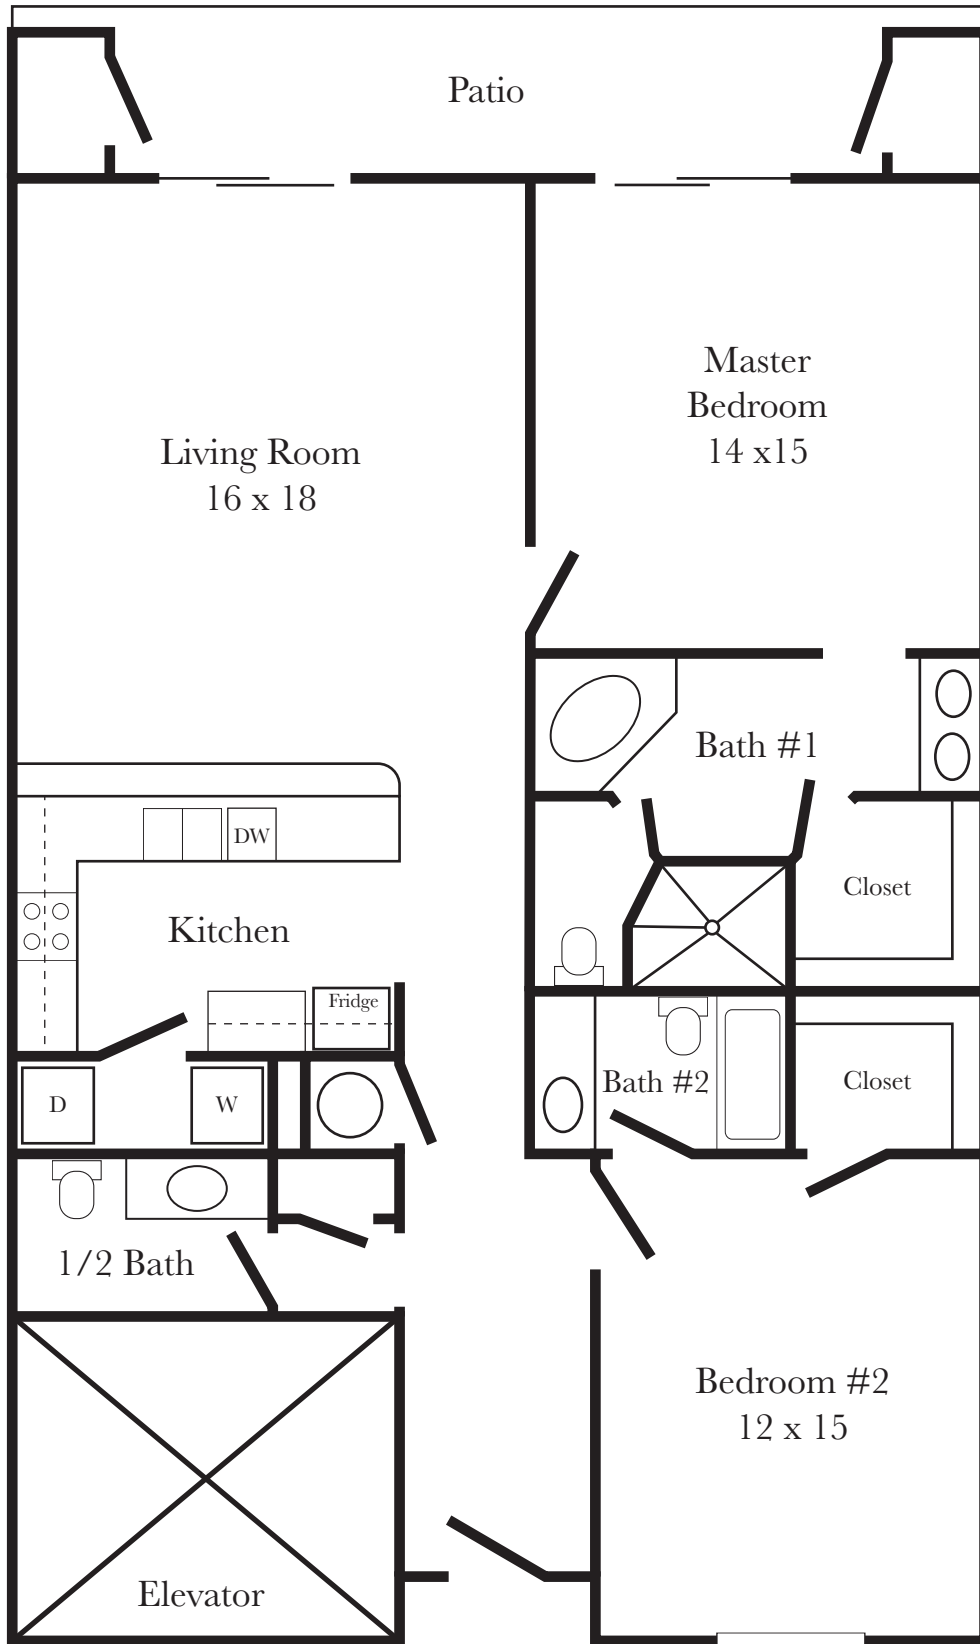 Patio
Master
Bedroom
14 x15
Living Room
16 x 18
Bath #1
DW
Closet
Kitchen
Fridge
Bath #2
Closet
D
W
1/2 Bath
Bedroom #2
12 x 15
Elevator